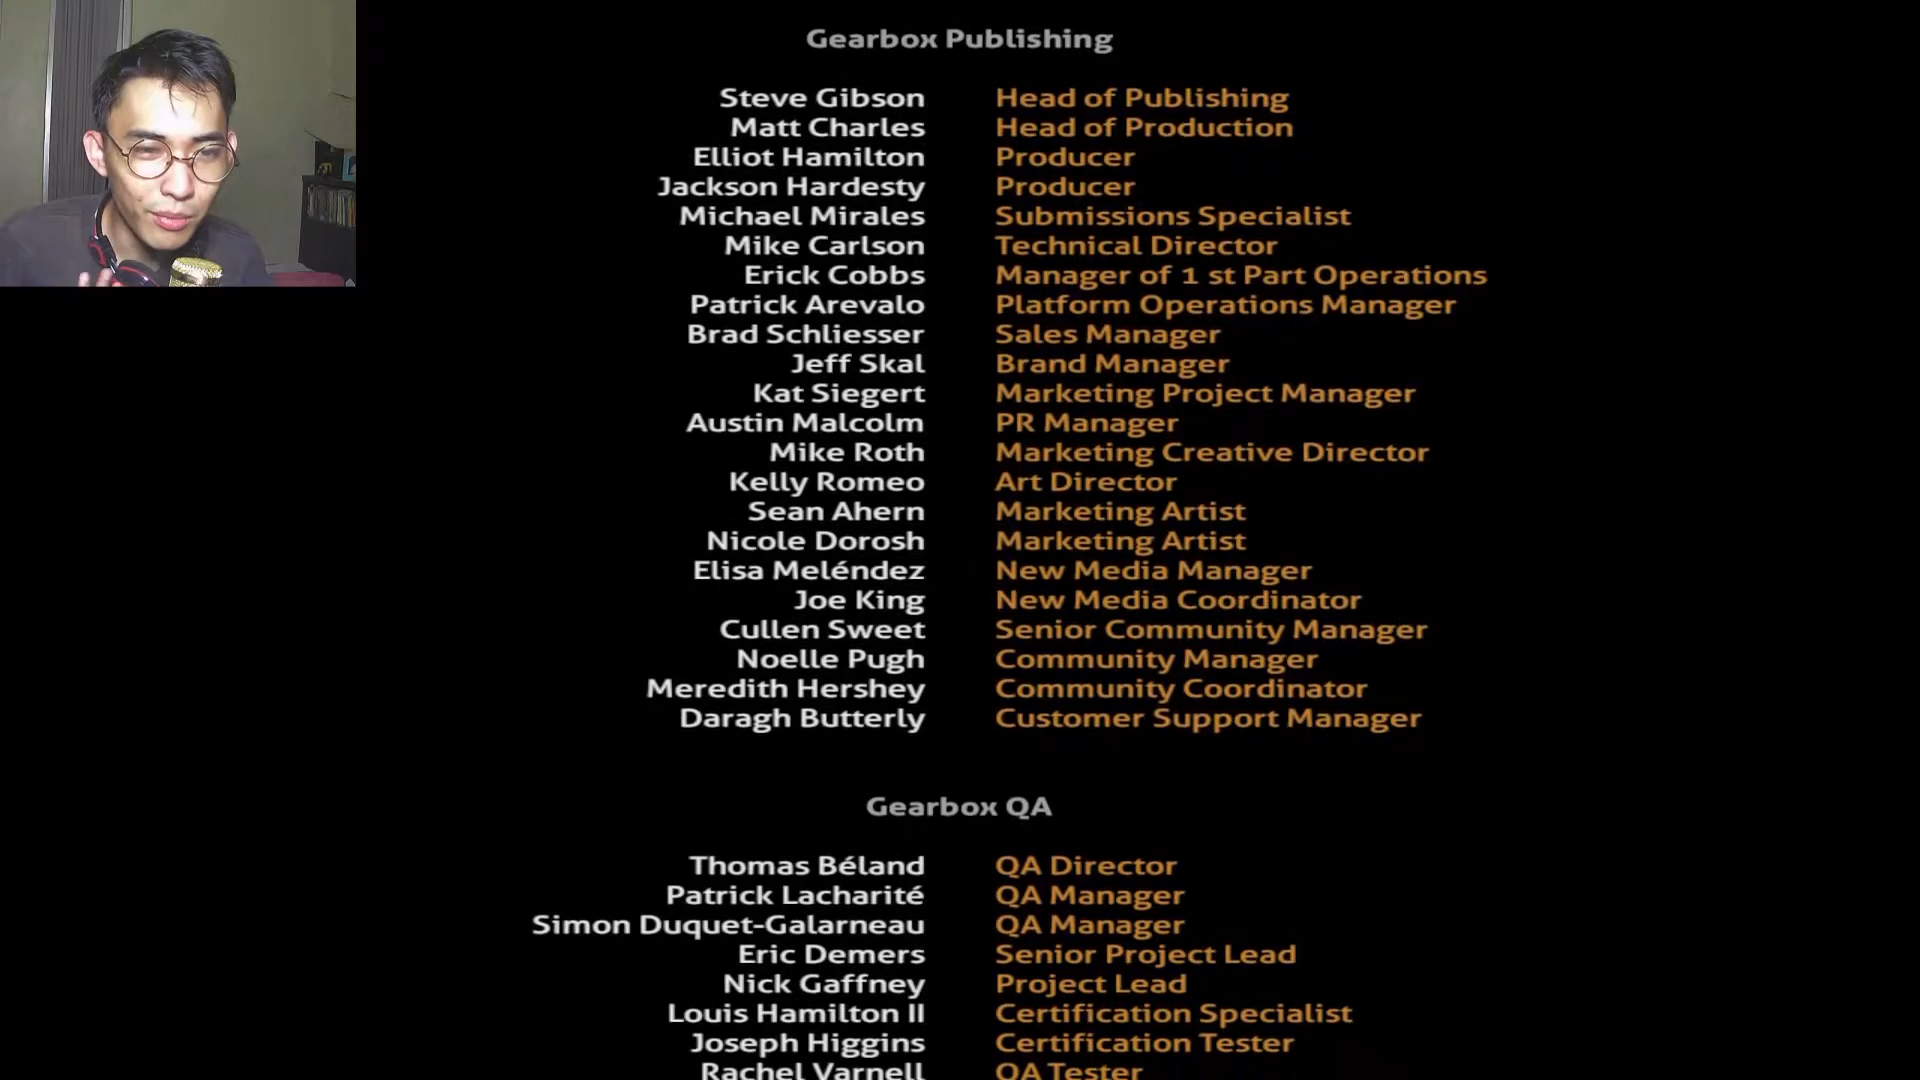 Gearbox Publishing
Steve Gibson Head of Publishing
Matt Charles Head of Production
Elliot Hamilton Producer
Jackson Hardesty Producer
Michael Mirales Submissions Specialist
Mike Carlson Technical Director
Erick Cobbs Manager of 1 st Part Operations
Patrick Arevalo Platform Operations Manager
Brad Schliesser Sales Manager
Jeff Skal Brand Manager
Kat Siegert Marketing Project Manager
Austin Malcolm PR Manager
Mike Roth Marketing Creative Director
Kelly Romeo Art Director
Sean Ahern Marketing Artist
Nicole Dorosh Marketing Artist
Elisa Meléndez New Media Manager
Joe King New Media Coordinator
Cullen Sweet Senior Community Manager
Noelle Pugh Community Manager
Meredith Hershey Community Coordinator
Daragh Butterly Customer Support Manager
Gearbox QA
Thomas Béland QA Director
Patrick Lacharité QA Manager
Simon Duquet-Galarneau QA Manager
Eric Demers Senior Project Lead
Nick Gaffney Project Lead
Louis Hamilton II Certification Specialist
Joseph Higgins Certification Tester
Rachel Varnell QA Tester